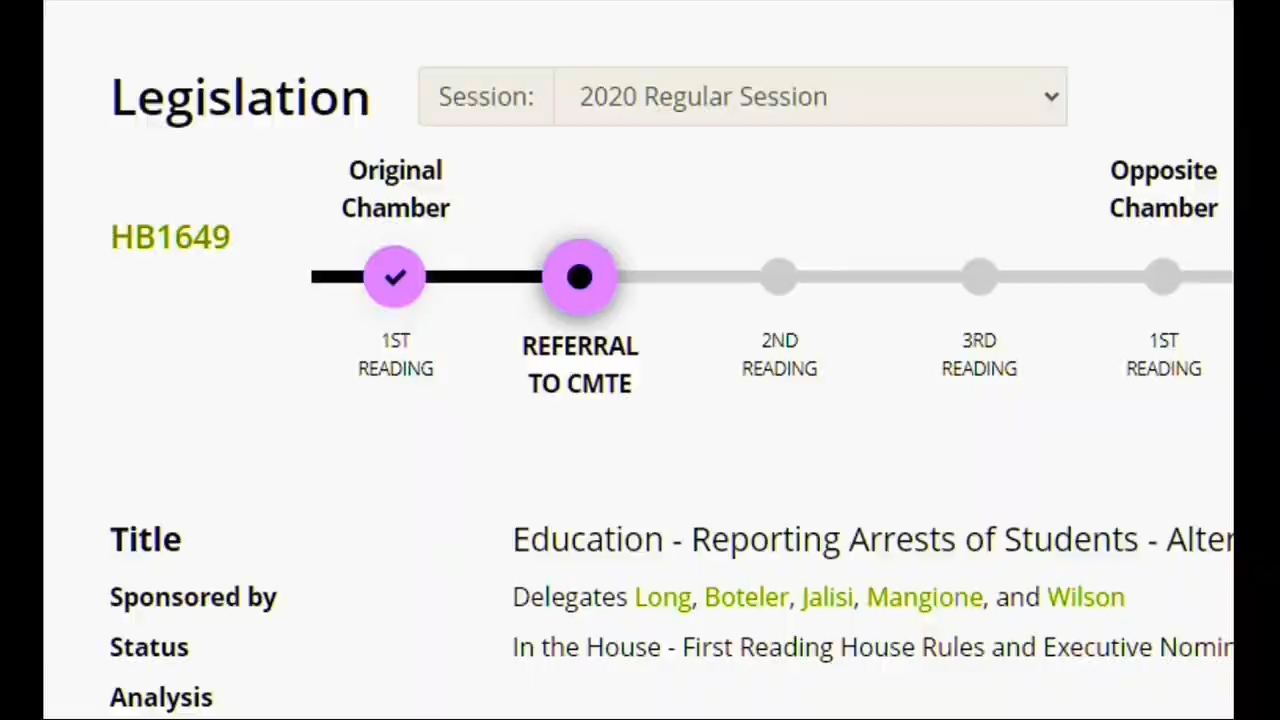 Legislation
Session: 2020 Regular Session
Original
Chamber
Opposite
Chamber
HB1649
1ST
READING
REFERRAL
TO CMTE
2ND
READING
3RD
READING
1ST
READING
Title Education - Reporting Arrests of Students - Alter
Sponsored by Delegates Long, Boteler, Jalisi, Mangione, and Wilson
Status In the House - First Reading House Rules and Executive Nomin
Analysis